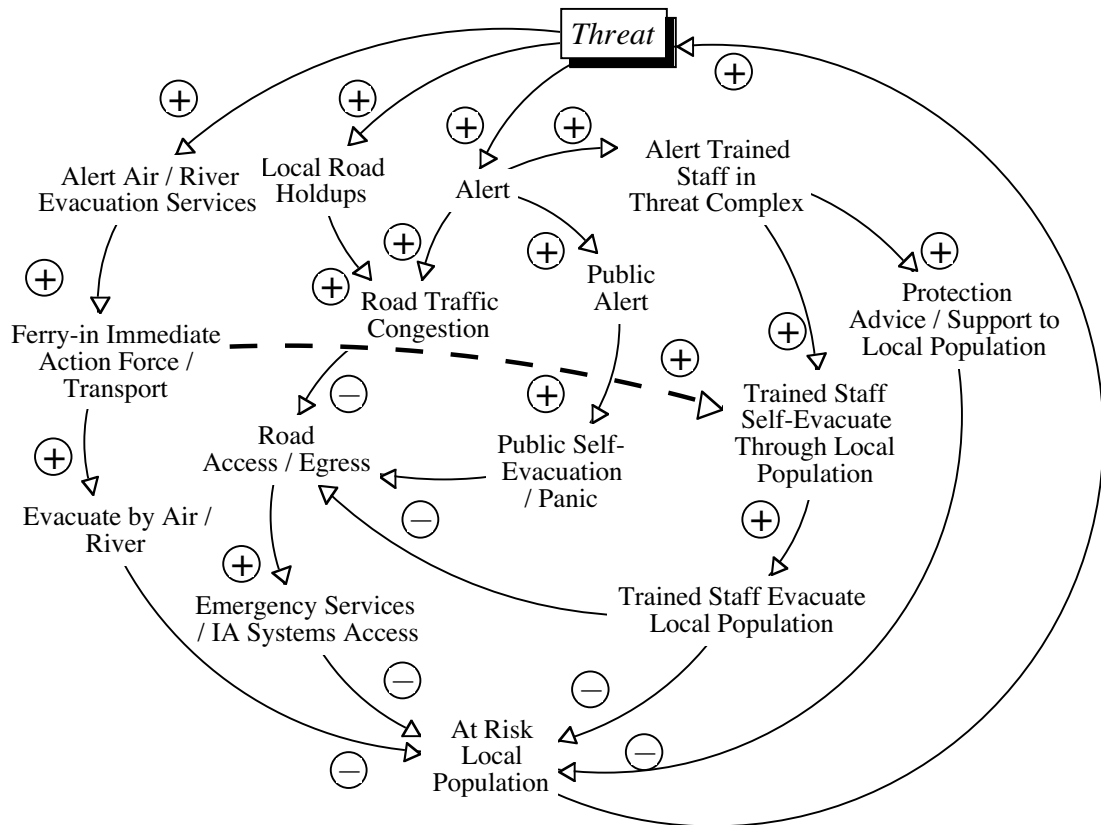 Threat
Alert Air / River
Evacuation Services
Local Road
Holdups
Alert
Alert Trained
Staff in
Threat Complex
Public
Alert
Road Traffic
Congestion
Protection
Advice / Support to
Local Population
Ferry-in Immediate
Action Force /
Transport
Trained Staff
Self-Evacuate
Through Local
Population
Road
Access / Egress
Public Self-
Evacuation
/ Panic
Evacuate by Air /
River
Emergency Services
/ IA Systems Access
Trained Staff Evacuate
Local Population
At Risk
Local
Population